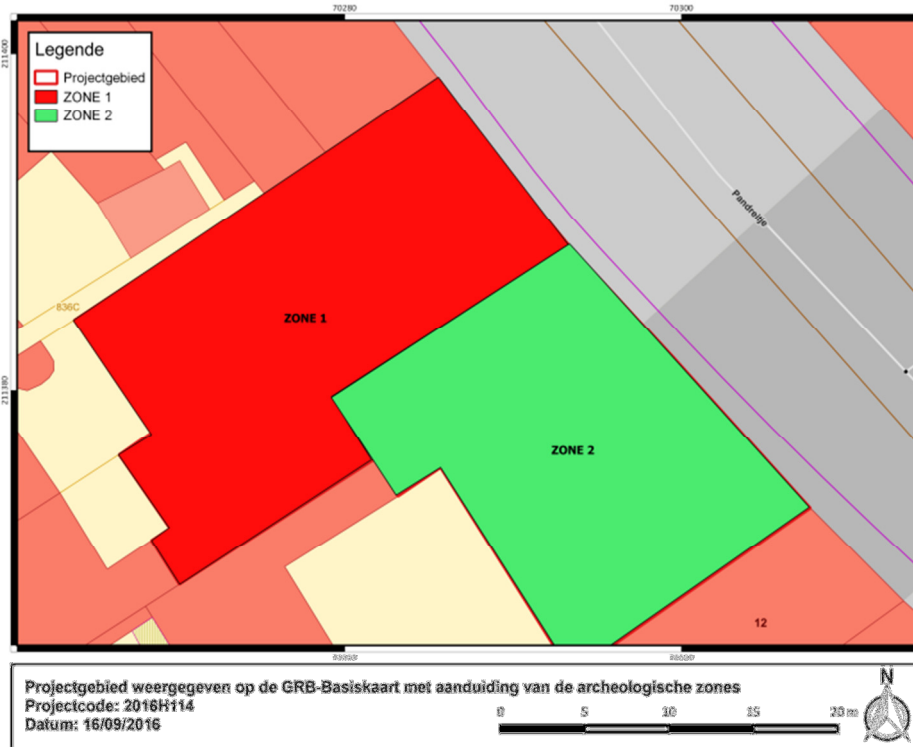 70280 70300
211400
Legende
Projectgebied
ZONE 1
ZONE 2
Pandreitje
836C
ZONE 1
211380
ZONE 2
12
Projectgebied weergegeven op de GRB-Basiskaart met aanduiding van de archeologische zones
Projectcode: 2016H114
Datum: 16/09/2016
N
0 5 10 15 20 m